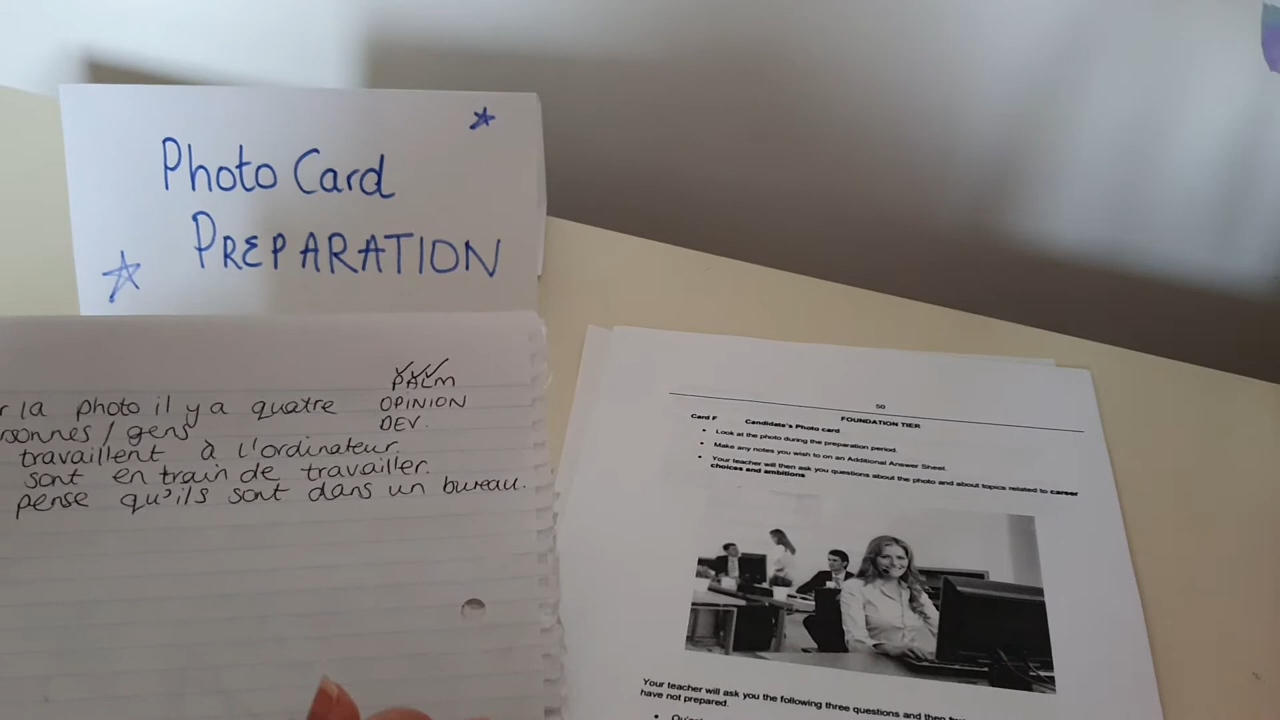 Photo Card
PREPARATION
PALM
la photo il y a quatre
OPINION
/ gens
DEV.
travaillent à l'ordinateur.
sont en train de travailler.
pense qu'ils sont dans un bureau.
50
FOUNDATION TIER
Card F Candidate's Photo card
• Look at the photo during the preparation period.
• Make any notes you wish to on an Additional Answer Sheet.
• Your teacher will then ask you questions about the photo and about topics related to career
choices and ambitions
Your teacher will ask you the following three questions and then
have not prepared.